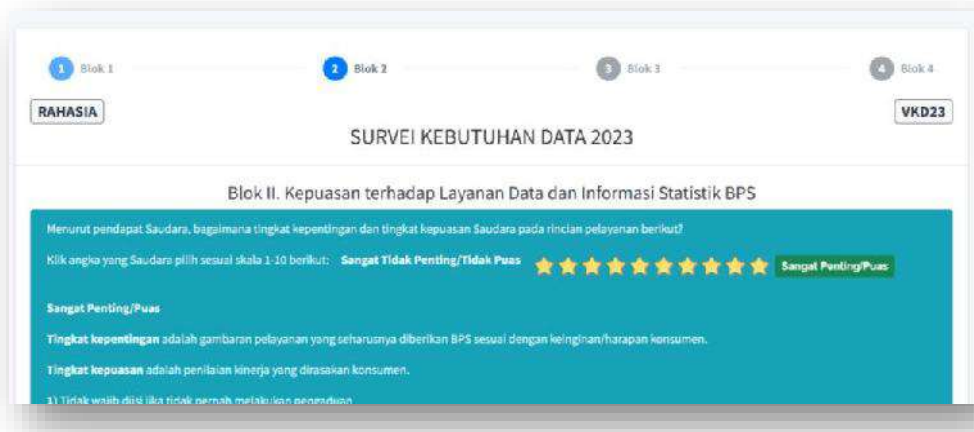 1 Blok 1 2 Blok 2 3 Blok 3 4 Blok 4
RAHASIA VKD23
SURVEI KEBUTUHAN DATA 2023
Blok II. Kepuasan terhadap Layanan Data dan Informasi Statistik BPS
Menurut pendapat Saudara, bagaimana tingkat kepentingan dan tingkat kepuasan Saudara pada rincian pelayanan berikut?
Klik angka yang Saudara pilih sesuai skala 1-10 berikut: Sangat Tidak Penting/Tidak Puas Sangat Penting/Puas
Sangat Penting/Puas
Tingkat kepentingan adalah gambaran pelayanan yang seharusnya diberikan BPS sesuai dengan keinginan/harapan konsumen.
Tingkat kepuasan adalah penilaian kinerja yang dirasakan konsumen.
1) Tidak wajib diisi jika tidak pernah melakukan pengaduan